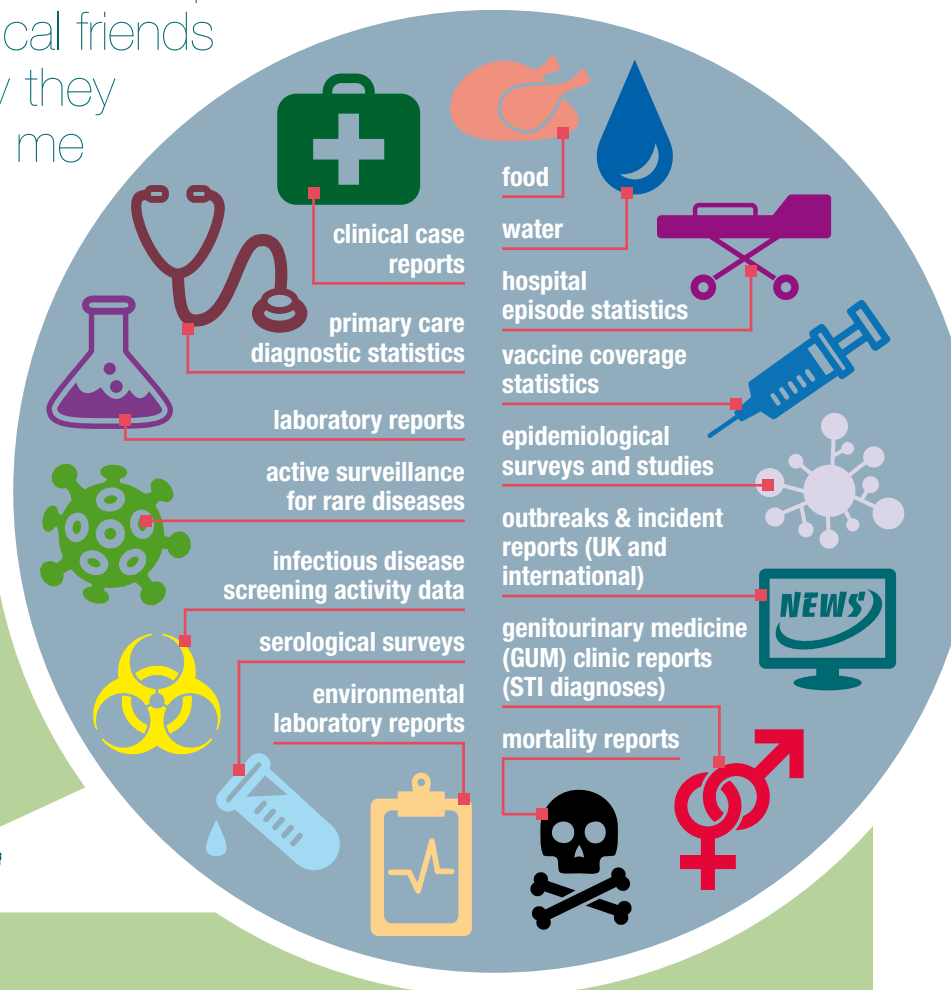 cal friends
they
me
food
water
hospital
episode statistics
vaccine coverage
statistics
epidemiological
surveys and studies
outbreaks & incident
reports (UK and
international)
NEWS
genitourinary medicine
(GUM) clinic reports
(STI diagnoses)
mortality reports
clinical case
reports
primary care
diagnostic statistics
laboratory reports
active surveillance
for rare diseases
infectious disease
screening activity data
serological surveys
environmental
laboratory reports